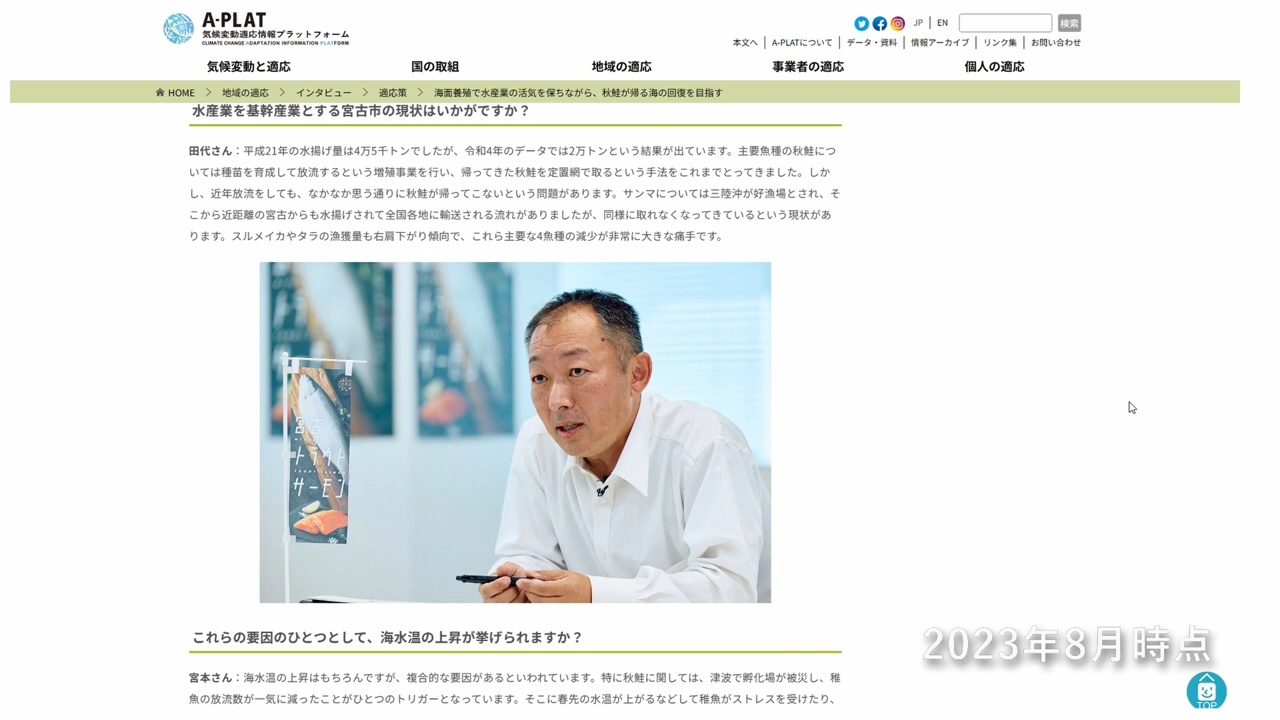 A-PLAT
気候変動適応情報プラットフォーム
CLIMATE CHANGE ADAPTATION INFORMATION PLATFORM
JP
EN
検索
本文へ
A-PLATについて
データ・資料
情報アーカイブ
リンク集
お問い合わせ
気候変動と適応
国の取組
地域の適応
事業者の適応
個人の適応
HOME
地域の適応
インタビュー
適応策
海面養殖で水産業の活気を保ちながら、秋鮭が帰る海の回復を目指す
水産業を基幹産業とする宮古市の現状はいかがですか？
田代さん：平成21年の水揚げ量は4万5千トンでしたが、令和4年のデータでは2万トンという結果が出ています。主要魚種の秋鮭につ
いては種苗を育成して放流するという増殖事業を行い、帰ってきた秋鮭を定置網で取るという手法をこれまでとってきました。しか
し、近年放流をしても、なかなか思う通りに秋鮭が帰ってこないという問題があります。サンマについては三陸沖が好漁場とされ、そ
こから近距離の宮古からも水揚げされて全国各地に輸送される流れがありましたが、同様に取れなくなってきているという現状があ
ります。スルメイカやタラの漁獲量も右肩下がり傾向で、これら主要な4魚種の減少が非常に大きな痛手です。
宮古
トラウト
サーモン
これらの要因のひとつとして、海水温の上昇が挙げられますか？
宮本さん：海水温の上昇はもちろんですが、複合的な要因があるといわれています。特に秋鮭に関しては、津波で孵化場が被災し、稚
魚の放流数が一気に減ったことがひとつのトリガーとなっています。そこに春先の水温が上がるなどして稚魚がストレスを受けたり、
2023年8月時点
TOP